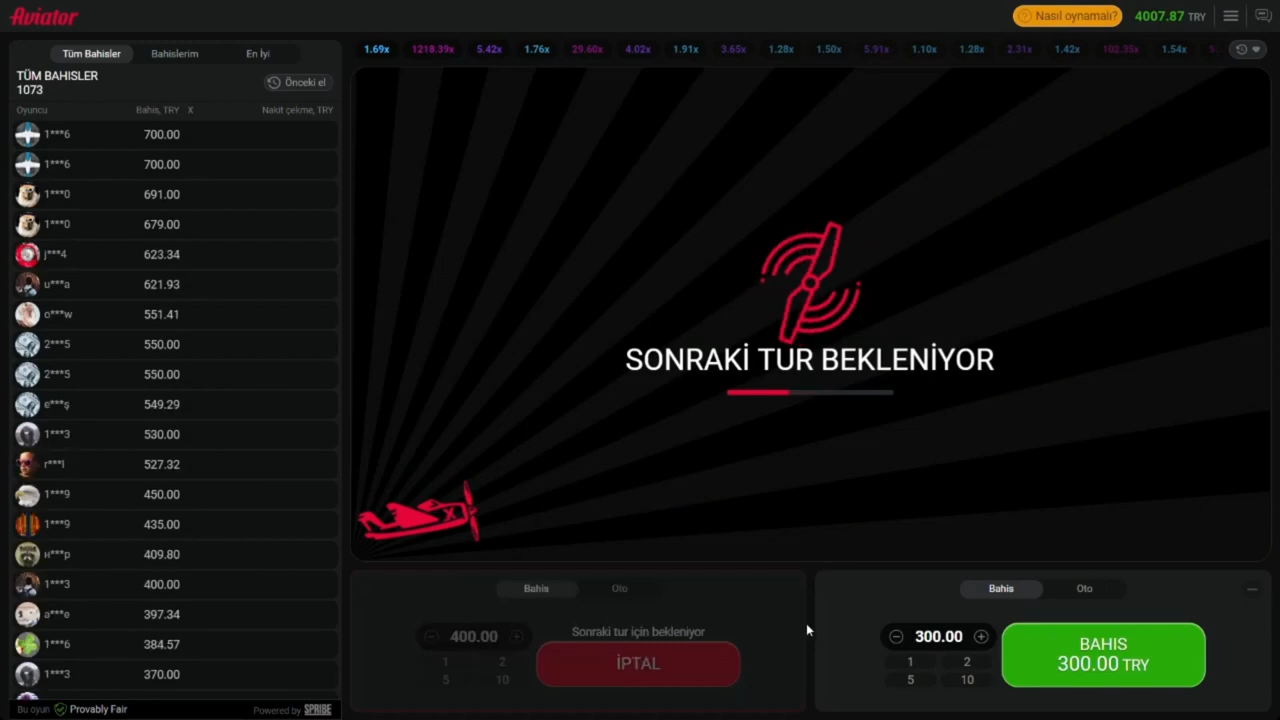 Aviator
Nasıl oynamalı?
4007.87 TRY
Tüm Bahisler
Bahislerim
En İyi
1.69x 1218.39x 5.42x 1.76x 29.60x 4.02x 1.91x 3.65x 1.28x 1.50x 5.91x 1.10x 1.28x 2.31x 1.42x 102.35x 1.54x
TÜM BAHISLER
1073
Önceki el
Oyuncu Bahis, TRY X Nakit çekme, TRY
1***6 700.00
1***6 700.00
1***0 691.00
1***0 679.00
j***4 623.34
u***a 621.93
o***w 551.41
2***5 550.00
2***5 550.00
e***ş 549.29
1***3 530.00
r***l 527.32
1***9 450.00
1***9 435.00
н***p 409.80
1***3 400.00
a***e 397.34
1***6 384.57
1***3 370.00
Bu oyun Provably Fair
Powered by SPRIBE
SONRAKİ TUR BEKLENİYOR
X
Bahis Oto
400.00
1 2
5 10
Sonraki tur için bekleniyor
İPTAL
Bahis Oto
300.00
1 2
5 10
BAHIS
300.00 TRY